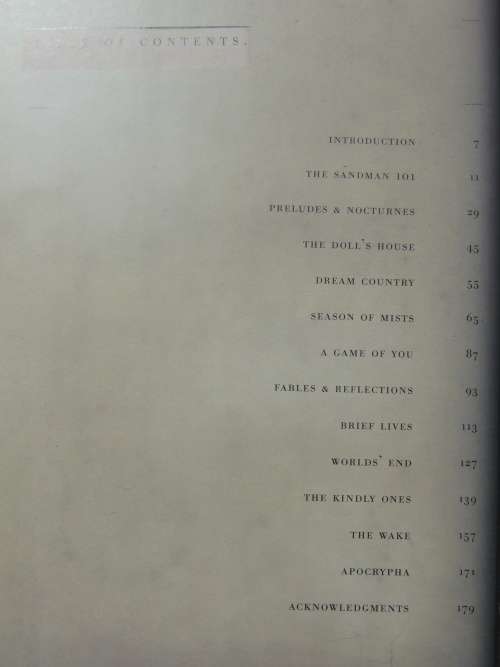 OF CONTENTS.
INTRODUCTION 7
THE SANDMAN 101 11
PRELUDES & NOCTURNES 29
THE DOLL'S HOUSE 45
DREAM COUNTRY 55
SEASON OF MISTS 65
A GAME OF YOU 87
FABLES & REFLECTIONS 93
BRIEF LIVES 113
WORLDS' END 127
THE KINDLY ONES 139
THE WAKE 157
APOCRYPHA 171
ACKNOWLEDGMENTS 179